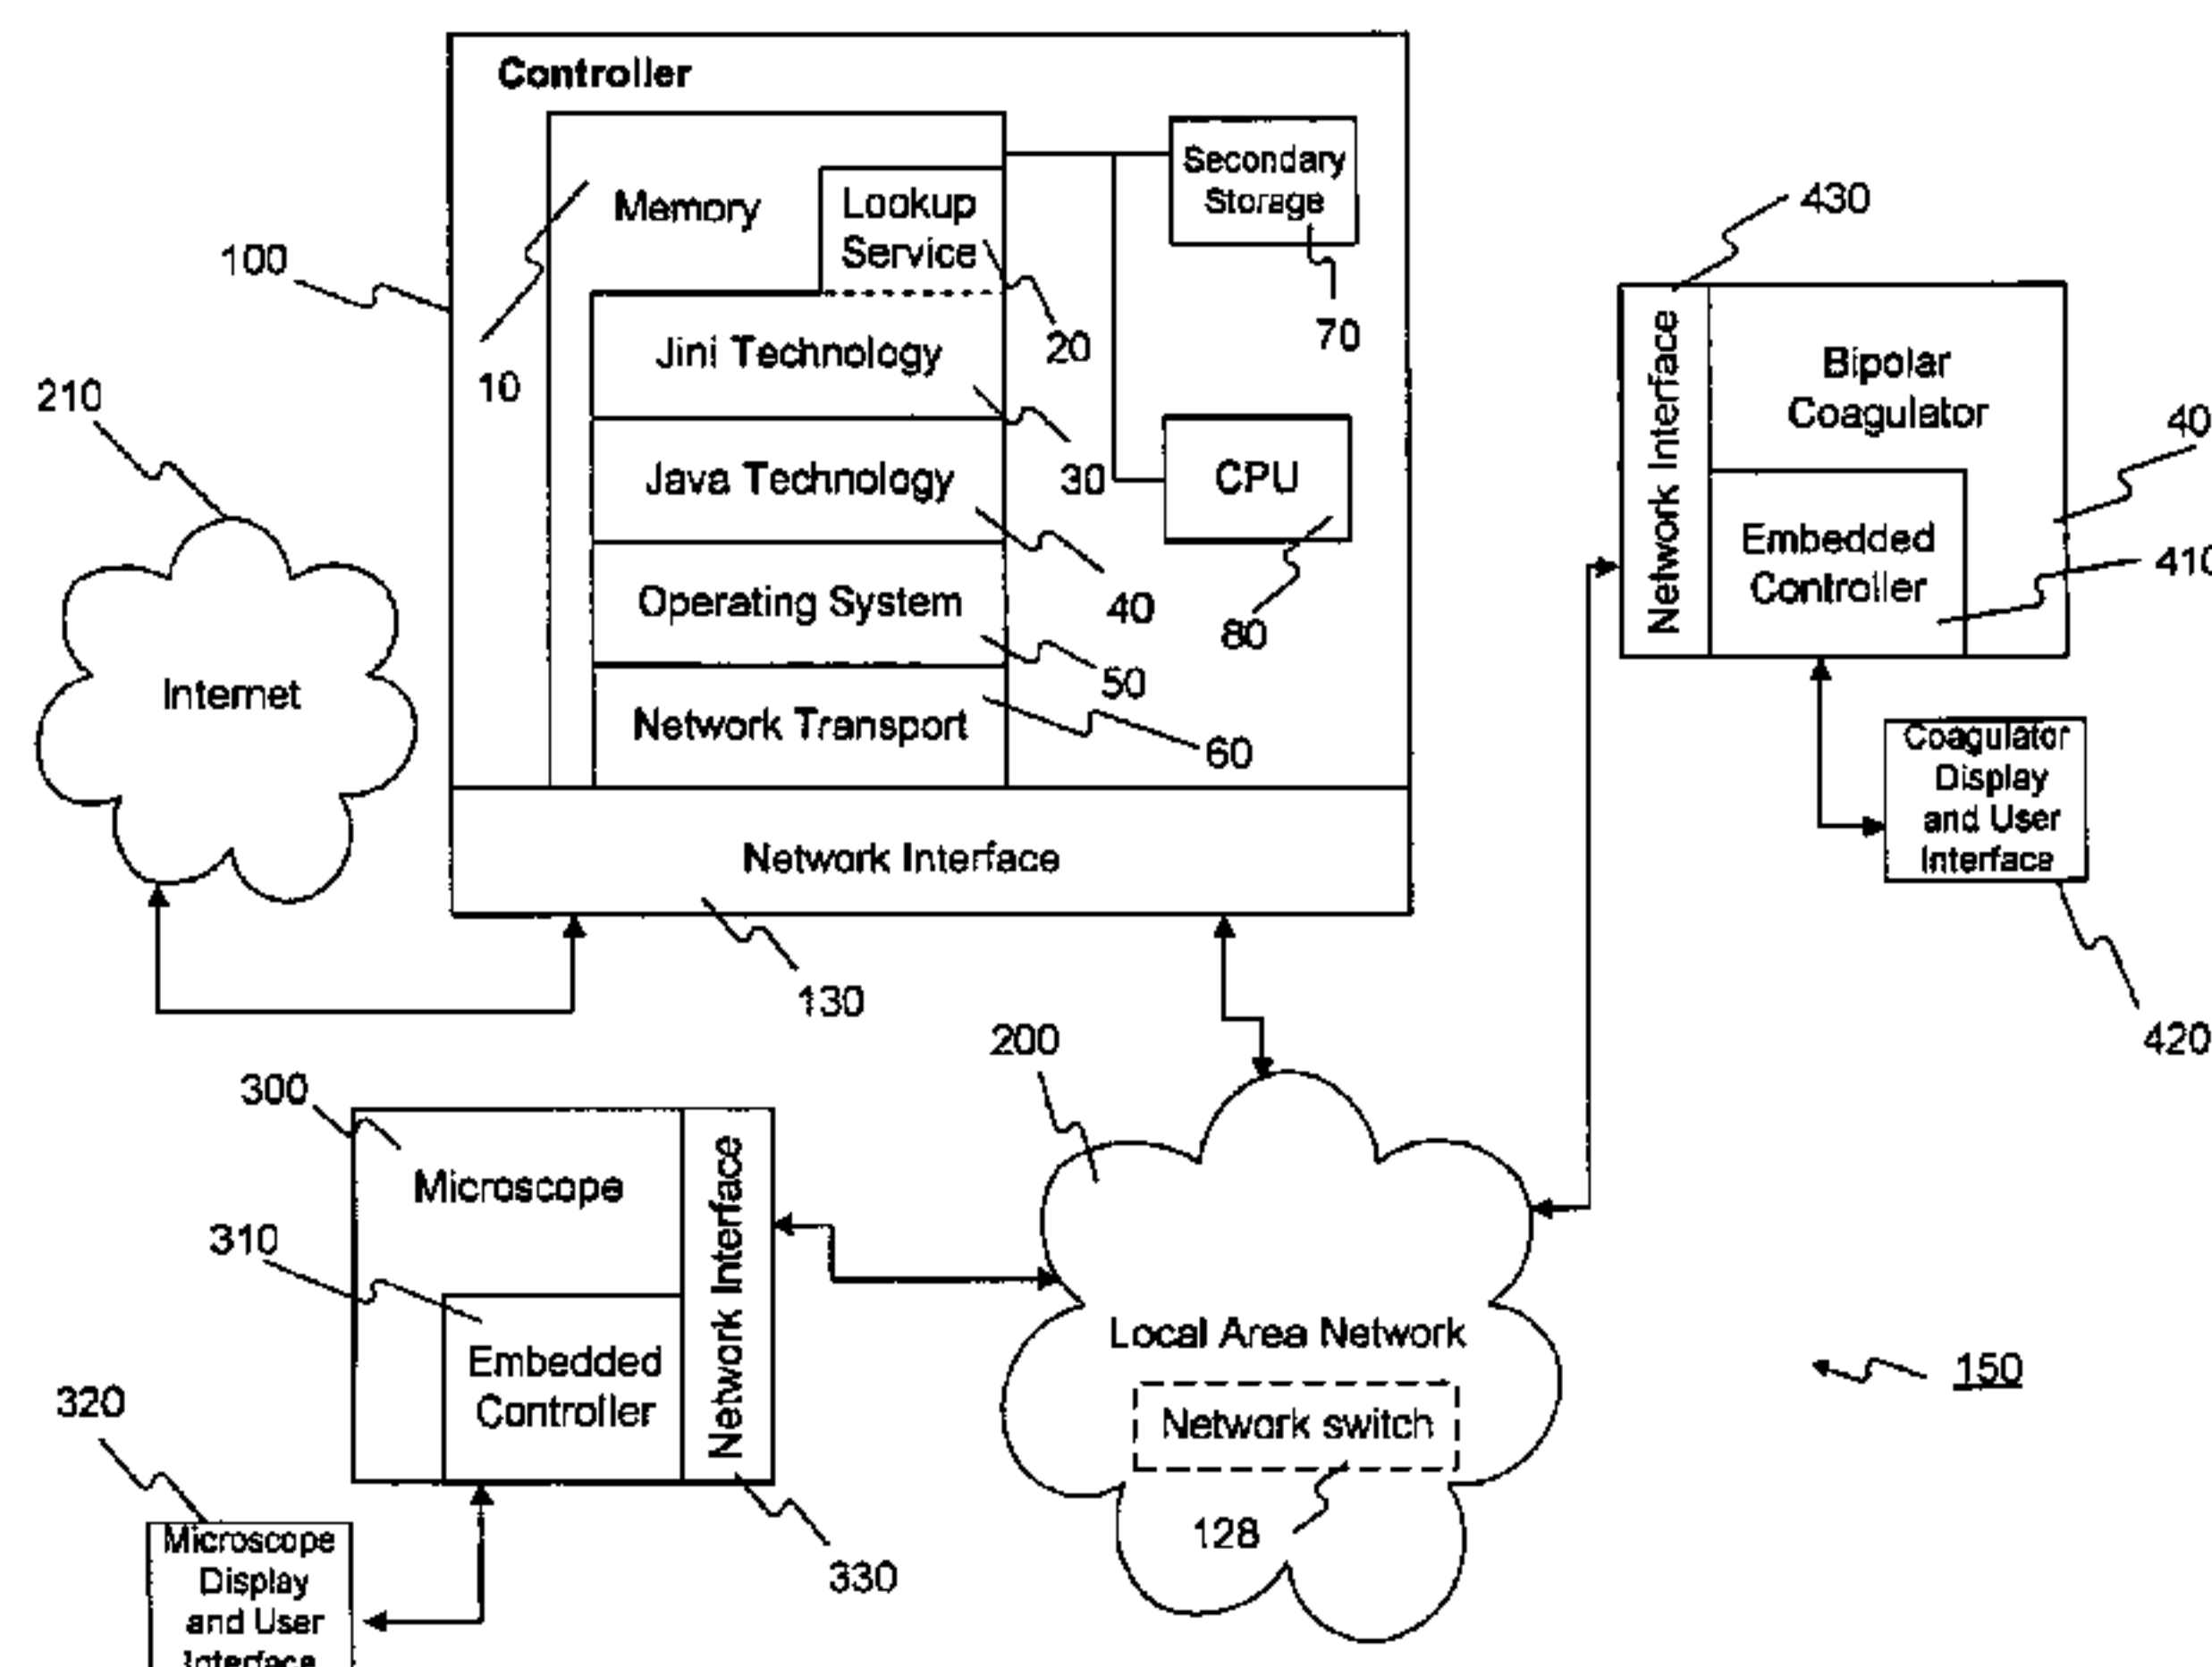 Controller
Memory
Lookup
Service
Secondary
Storage
430
100
20
70
Jini Technology
10
Bipolar
Coagulator
Network Interface
210
40
30
Java Technology
CPU
Embedded
Controller
410
Operating System
40
80
50
Internet
Network Transport
60
Coagulator
Display
and User
Interface
Network Interface
130
420
200
300
Microscope
Network Interface
310
Local Area Network
Embedded
Controller
150
320
Network switch
128
330
Microscope
Display
and User
Interface